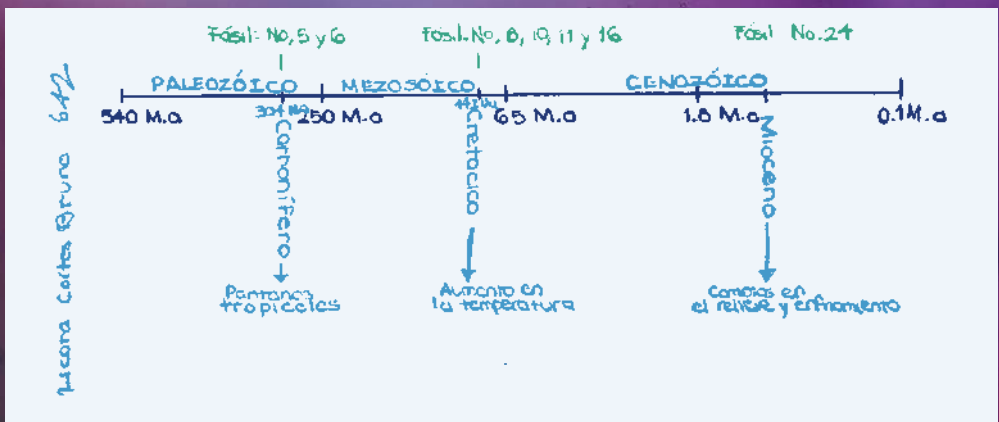 Fósil: No, 5 y 6
Fósil: No, 8, 10, 11 y 16
Fósil No. 24
PALEOZÓICO
MEZOSÓICO
CENOZÓICO
540 M.a
250 M.a
65 M.a
1.8 M.a
0.1 M.a
Carronífero
Cretácico
Mioceno
Pantanos
tropicales
Aumento en
la temperatura
Cambios en
el relieve y enfriamiento
Cortes Bruno 642